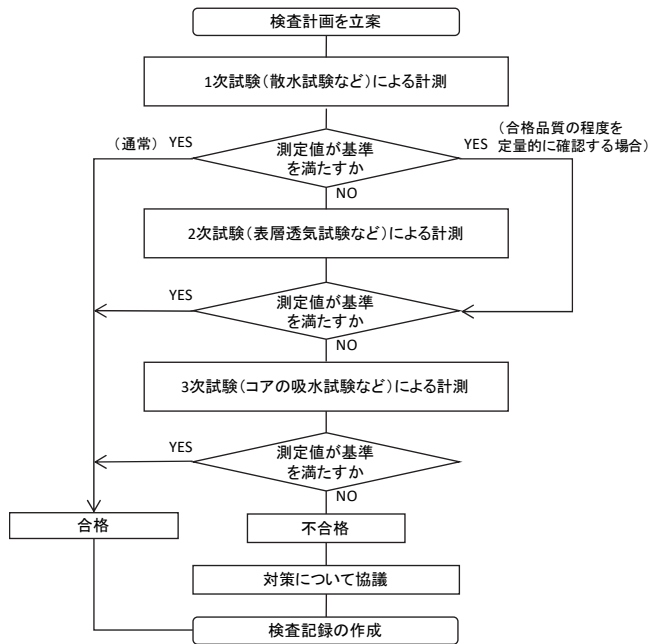 検査計画を立案
1次試験(散水試験など)による計測
(通常) YES
測定値が基準
を満たすか
YES
(合格品質の程度を
定量的に確認する場合)
NO
2次試験(表層透気試験など)による計測
YES
測定値が基準
を満たすか
NO
3次試験(コアの吸水試験など)による計測
YES
測定値が基準
を満たすか
NO
合格
不合格
対策について協議
検査記録の作成